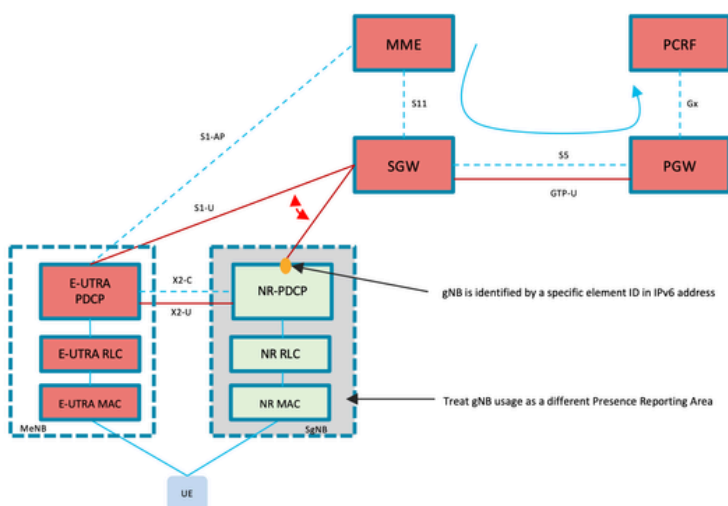 MME
PCRF
S11
Gx
S1-AP
SGW
S5
PGW
GTP-U
S1-U
E-UTRA
PDCP
X2-C
X2-U
NR-PDCP
gNB is identified by a specific element ID in IPv6 address
E-UTRA RLC
NR RLC
E-UTRA MAC
NR MAC
Treat gNB usage as a different Presence Reporting Area
MeNB
SgNB
UE